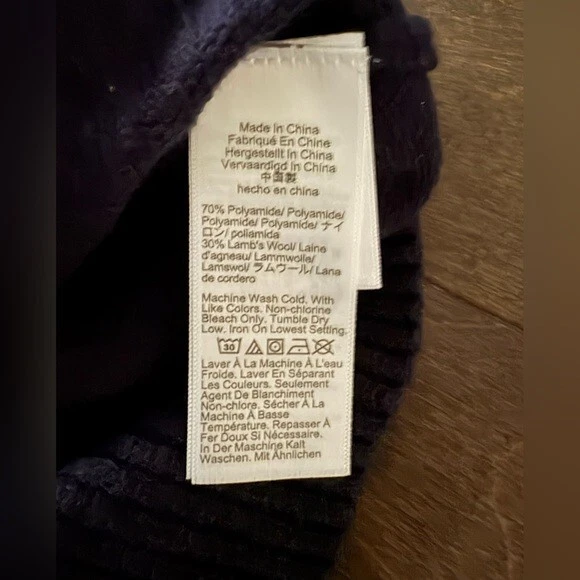 Made In China
Fabriqué En Chine
Hergestellt In China
Vervaardigd In China
中国製
hecho en china
70% Polyamide/ Polyamide/
Polyamide/ Polyamide/ ナイ
ロン/ poliamida
30% Lamb's Wool/ Laine
d'agneau/ Lammwolle/
Lamswol/ ラムウール/ Lana
de cordero
Machine Wash Cold. With
Like Colors. Non-chlorine
Bleach Only. Tumble Dry
Low. Iron On Lowest Setting.
30
Laver À La Machine À L'eau
Froide. Laver En Séparant
Les Couleurs. Seulement
Agent De Blanchiment
Non-chlore. Sécher À La
Machine À Basse
Température. Repasser À
Fer Doux Si Nécessaire.
In Der Maschine Kalt
Waschen. Mit Ähnlichen